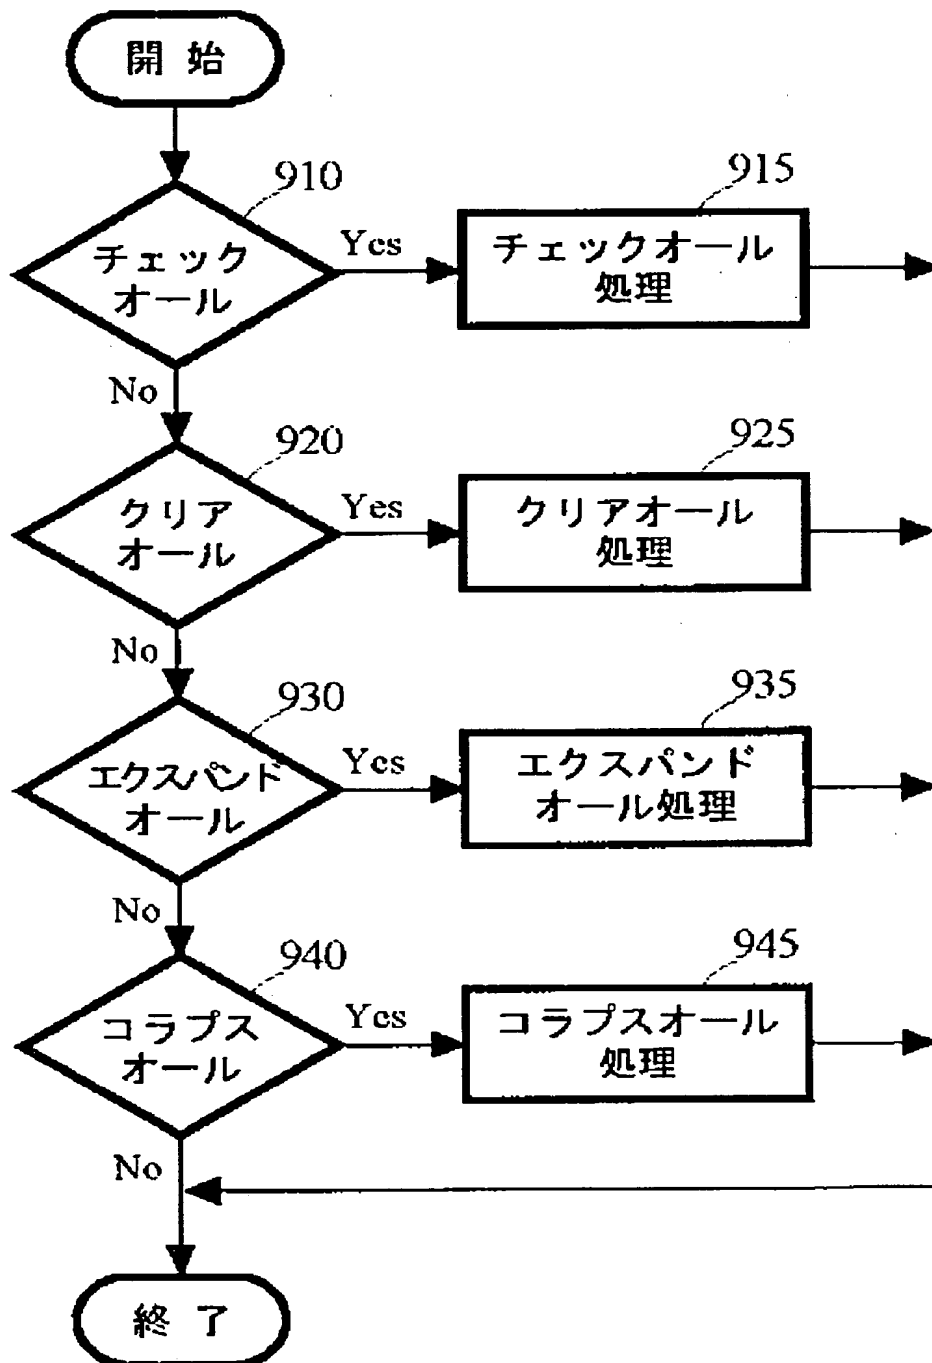 開始
910
チェック
オール
Yes
915
チェックオール
処理
No
920
クリア
オール
Yes
925
クリアオール
処理
No
930
エクスパンド
オール
Yes
935
エクスパンド
オール処理
No
940
コラプス
オール
Yes
945
コラプスオール
処理
No
終了